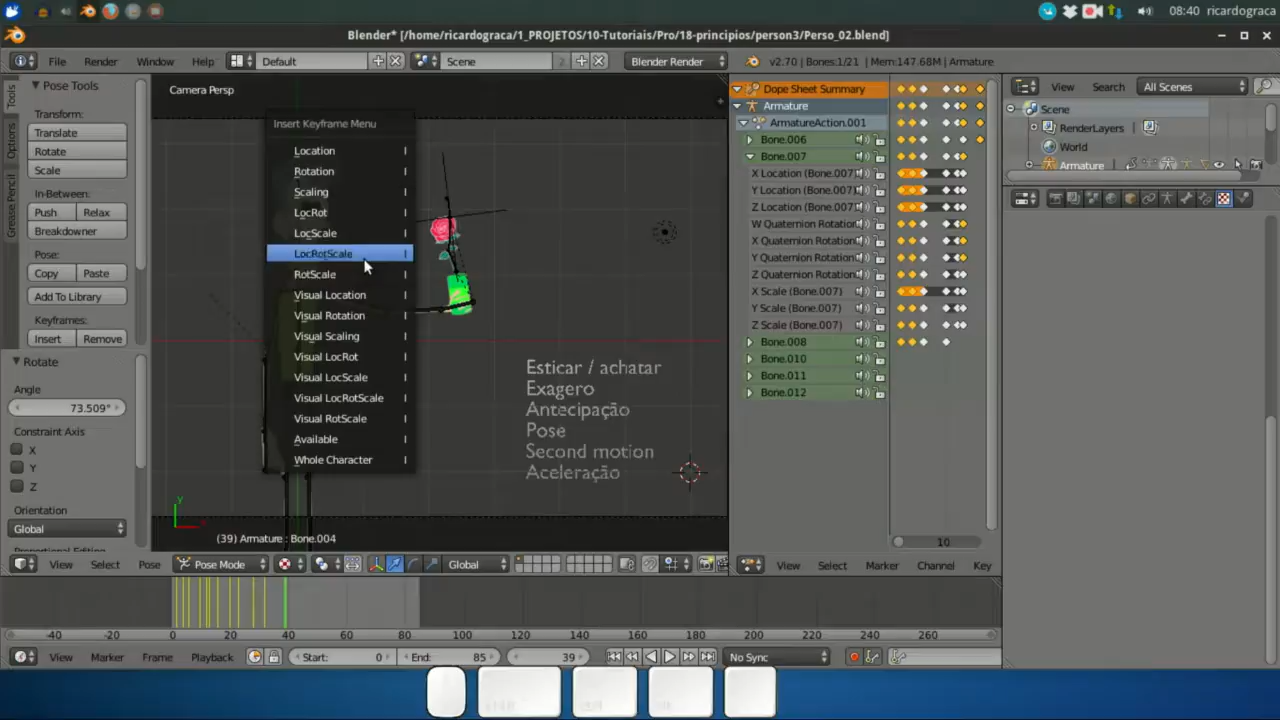 08:40 ricardograca
Blender* [/home/ricardograca/1_PROJETOS/10-Tutoriais/Pro/18-principios/person3/Perso_02.blend]
File Render Window Help Default Scene 2 Blender Render v2.70 | Bones:1/21 | Mem:147.68M | Armature
Tools
Options
Grease Pencil
Pose Tools
Transform:
Translate
Rotate
Scale
In-Between:
Push Relax
Breakdowner
Pose:
Copy Paste
Add To Library
Keyframes:
Insert Remove
Rotate
Angle
73.509°
Constraint Axis
X
Y
Z
Orientation
Global
Camera Persp
Insert Keyframe Menu
Location I
Rotation I
Scaling I
LocRot I
LocScale I
LocRotScale I
RotScale I
Visual Location I
Visual Rotation I
Visual Scaling I
Visual LocRot I
Visual LocScale I
Visual LocRotScale I
Visual RotScale I
Available I
Whole Character I
Esticar / achatar
Exagero
Antecipação
Pose
Second motion
Aceleração
y
(39) Armature : Bone.004
View Select Pose Pose Mode Global
Dope Sheet Summary
Armature
ArmatureAction.001
Bone.006
Bone.007
X Location (Bone.007)
Y Location (Bone.007)
Z Location (Bone.007)
W Quaternion Rotation
X Quaternion Rotation
Y Quaternion Rotation
Z Quaternion Rotation
X Scale (Bone.007)
Y Scale (Bone.007)
Z Scale (Bone.007)
Bone.008
Bone.010
Bone.011
Bone.012
10
View Select Marker Channel Key
View Search All Scenes
Scene
RenderLayers |
World
Armature
-40 -20 0 20 40 60 80 100 120 140 160 180 200 220 240 260
View Marker Frame Playback Start: 0 End: 85 39 No Sync